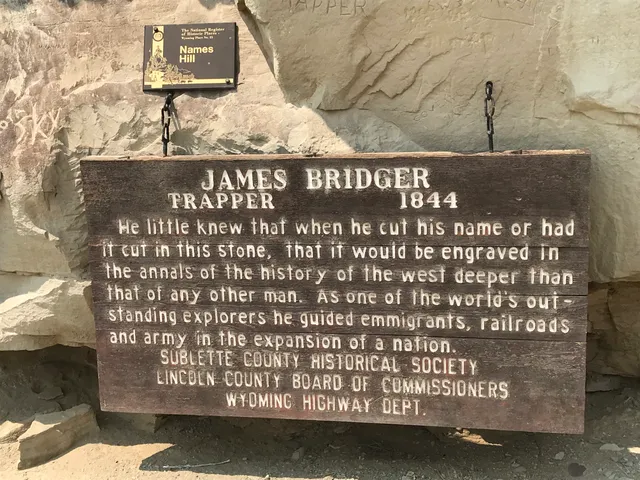 TRAPPER
The National Register
of Historic Places
Names
Hill
SKY
JAMES BRIDGER
TRAPPER 1844
He little knew that when he cut his name or had
it cut in this stone, that it would be engraved in
the annals of the history of the west deeper than
that of any other man. As one of the world's out-
standing explorers he guided emmigrants, railroads
and army in the expansion of a nation.
SUBLETTE COUNTY HISTORICAL SOCIETY
LINCOLN COUNTY BOARD OF COMMISSIONERS
WYOMING HIGHWAY DEPT.